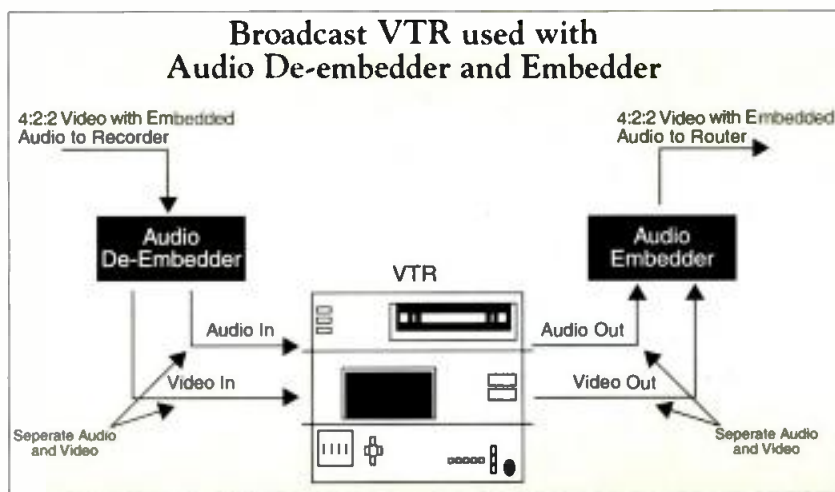 Broadcast VTR used with
Audio De-embedder and Embedder
4:2:2 Video with Embedded
Audio to Recorder
4:2:2 Video with Embedded
Audio to Router
Audio
De-Embedder
Audio
Embedder
VTR
Audio In
Audio Out
Video In
Video Out
Seperate Audio
and Video
Seperate Audio
and Video